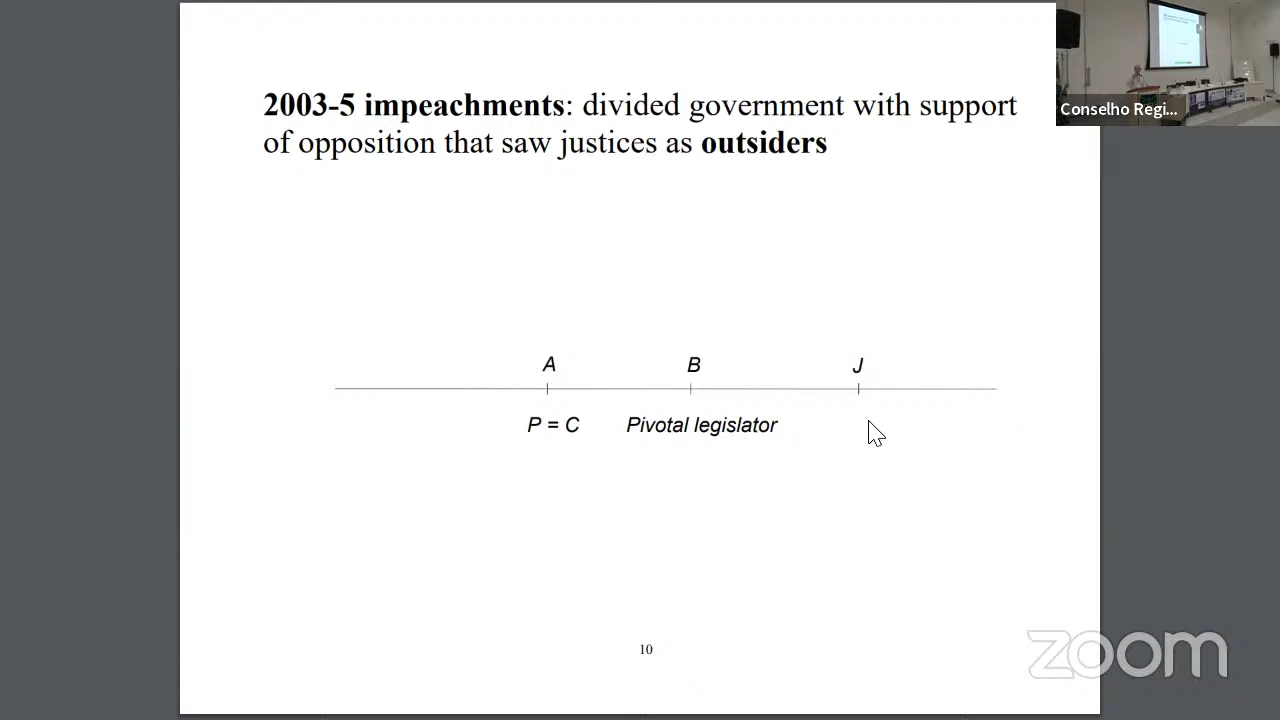 2003-5 impeachments: divided government with support
of opposition that saw justices as outsiders
Conselho Regi...
A B J
P = C Pivotal legislator
10
zoom